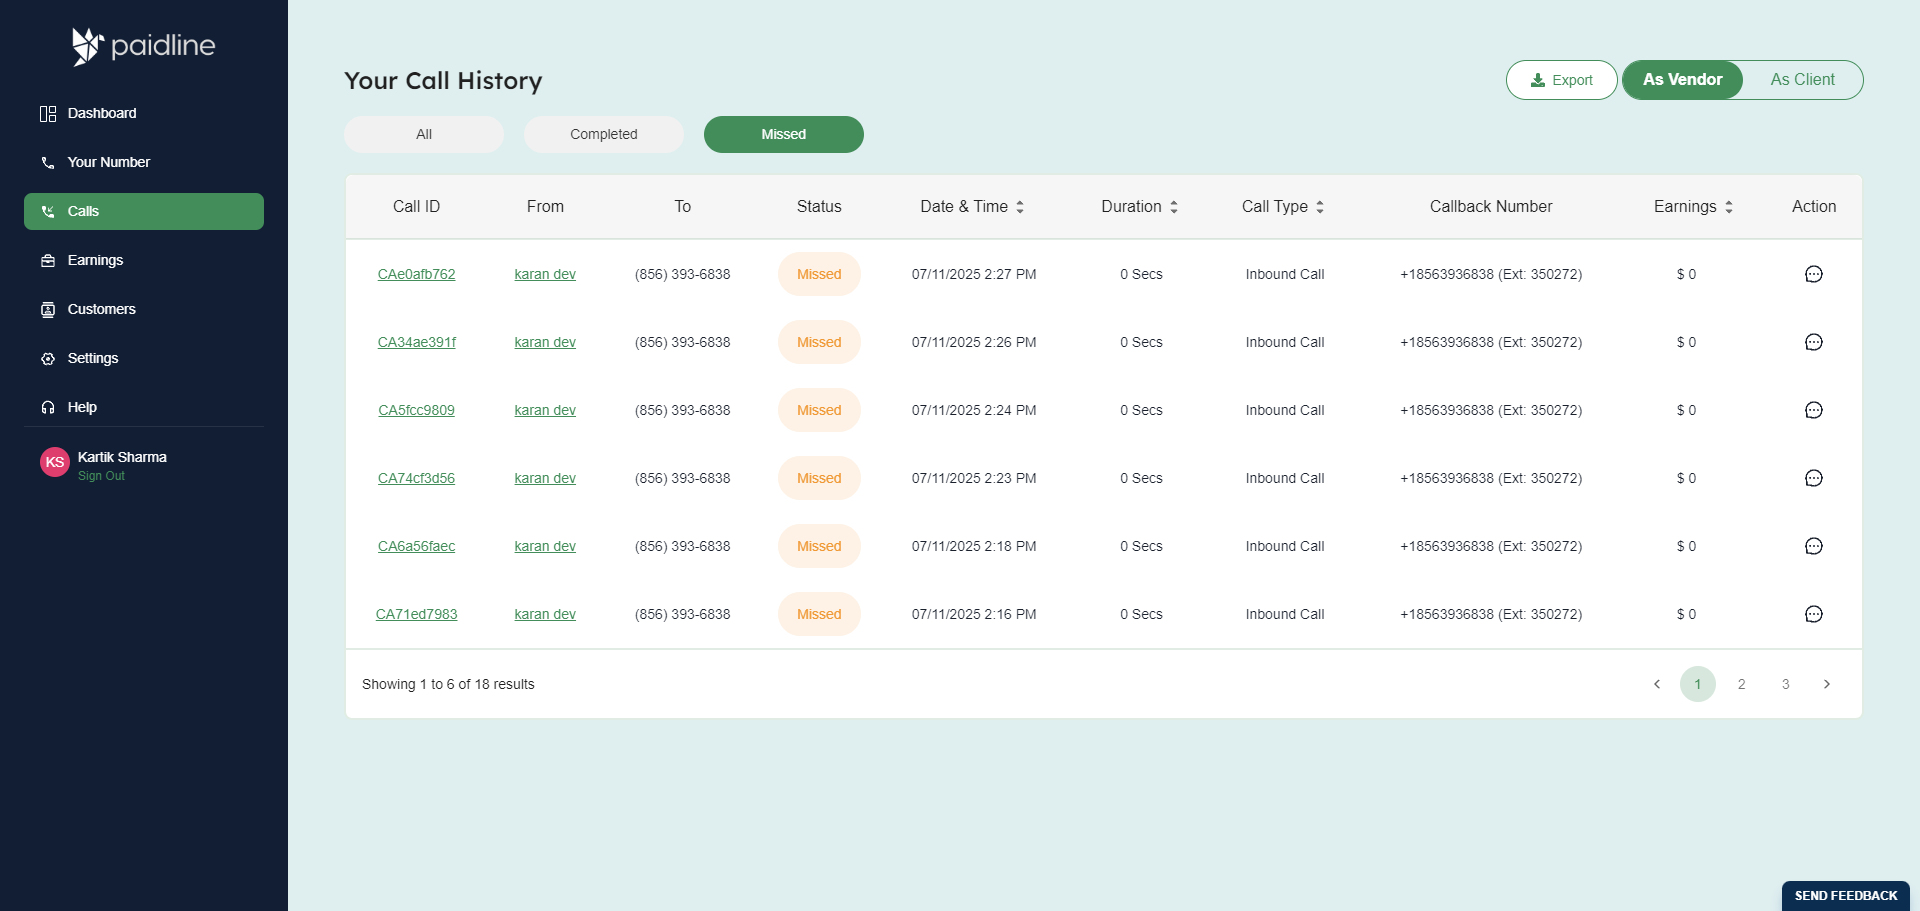 paidline
Dashboard
Your Number
Calls
Earnings
Customers
Settings
Help
KS
Kartik Sharma
Sign Out
Your Call History
Export
As Vendor
As Client
All
Completed
Missed
Call ID From To Status Date & Time Duration Call Type Callback Number Earnings Action
CAe0afb762 karan dev (856) 393-6838 Missed 07/11/2025 2:27 PM 0 Secs Inbound Call +18563936838 (Ext: 350272) $ 0
CA34ae391f karan dev (856) 393-6838 Missed 07/11/2025 2:26 PM 0 Secs Inbound Call +18563936838 (Ext: 350272) $ 0
CA5fcc9809 karan dev (856) 393-6838 Missed 07/11/2025 2:24 PM 0 Secs Inbound Call +18563936838 (Ext: 350272) $ 0
CA74cf3d56 karan dev (856) 393-6838 Missed 07/11/2025 2:23 PM 0 Secs Inbound Call +18563936838 (Ext: 350272) $ 0
CA6a56faec karan dev (856) 393-6838 Missed 07/11/2025 2:18 PM 0 Secs Inbound Call +18563936838 (Ext: 350272) $ 0
CA71ed7983 karan dev (856) 393-6838 Missed 07/11/2025 2:16 PM 0 Secs Inbound Call +18563936838 (Ext: 350272) $ 0
Showing 1 to 6 of 18 results
1 2 3
SEND FEEDBACK